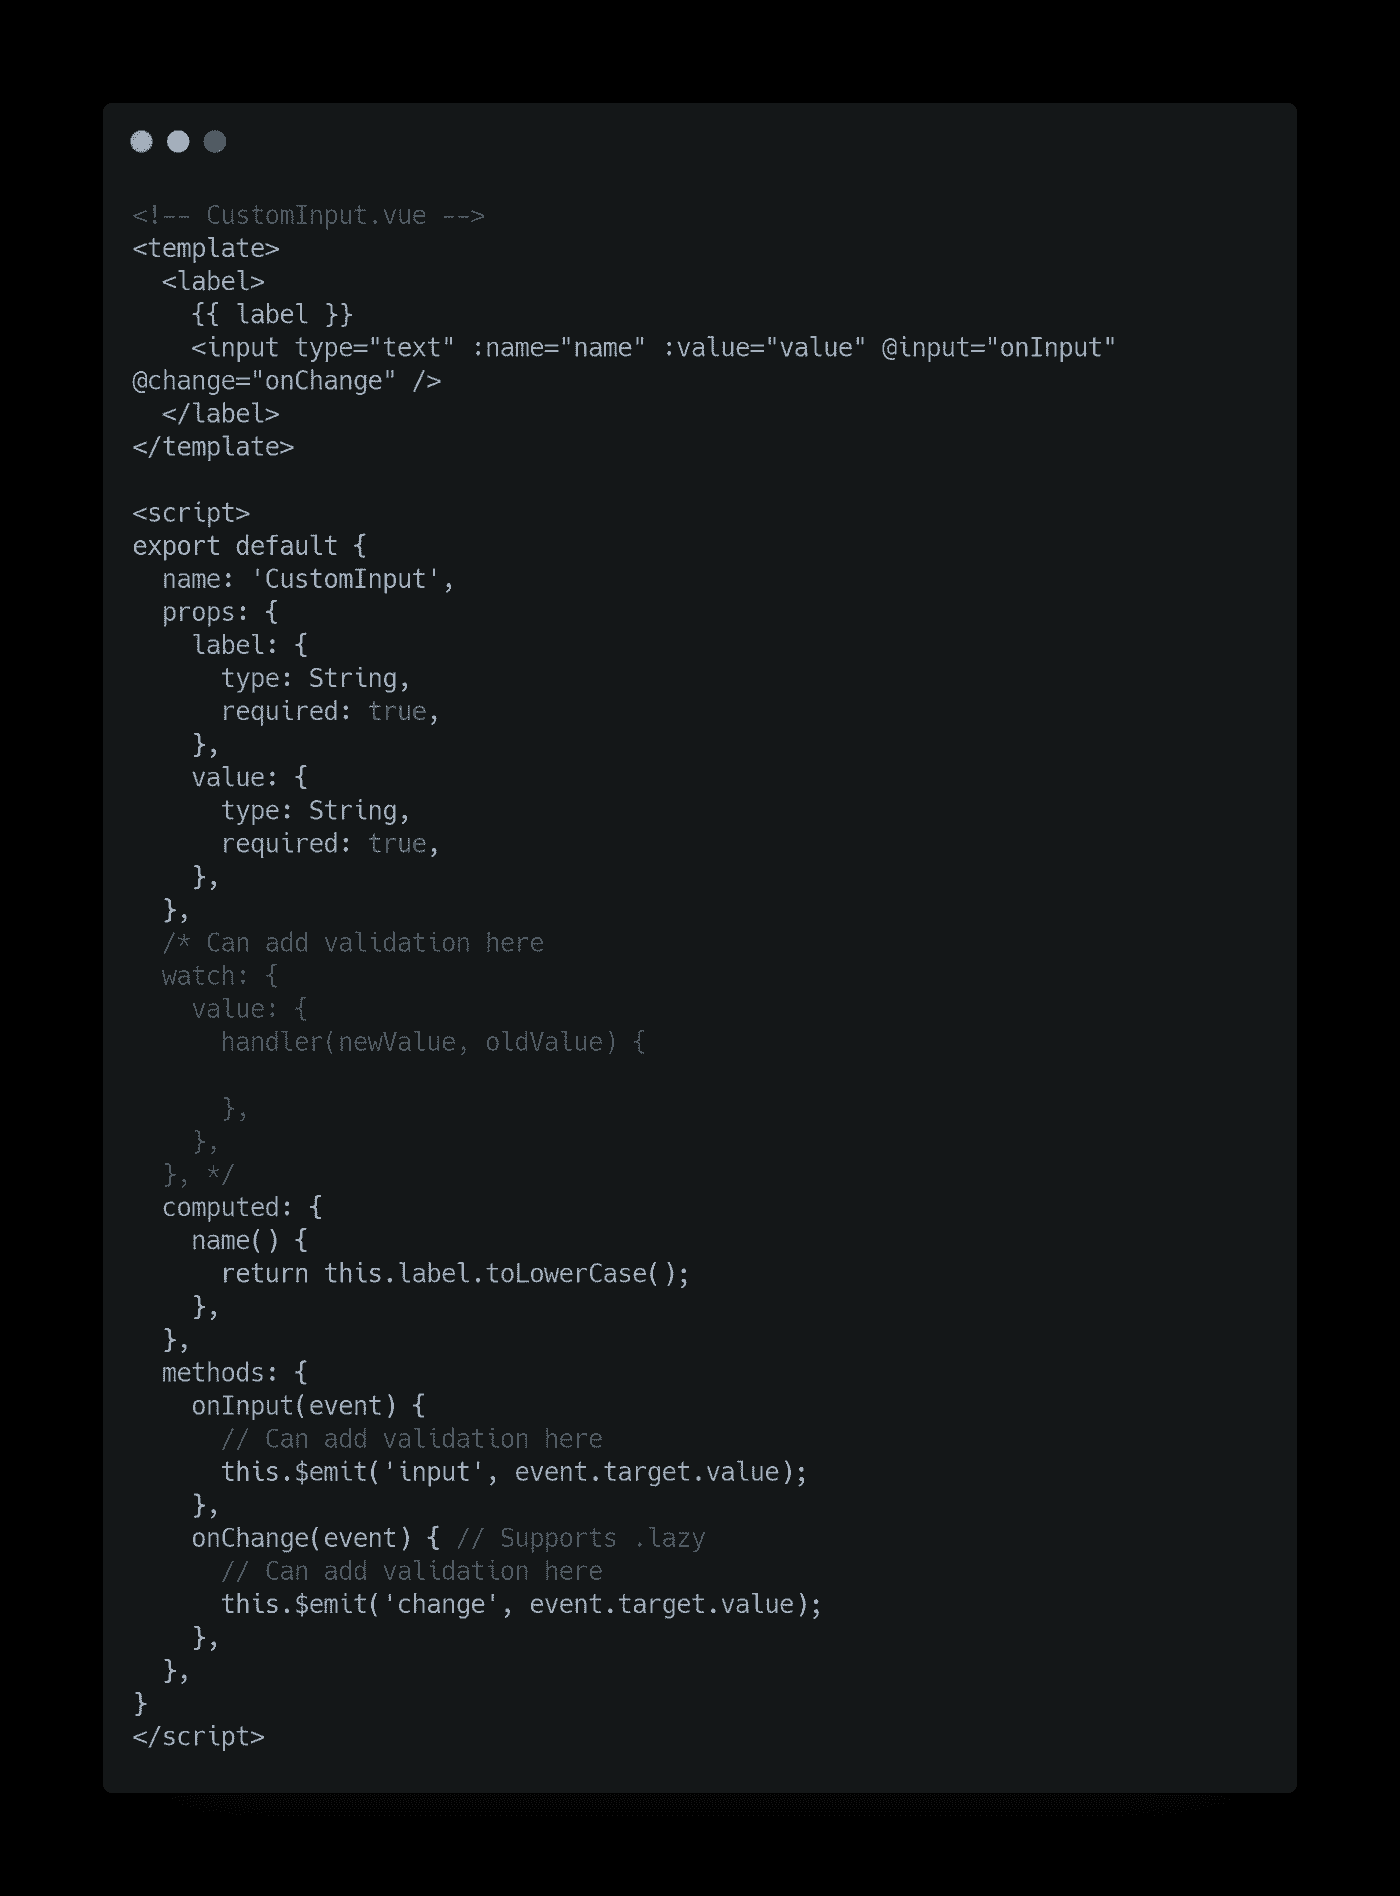 <!-- CustomInput.vue -->
<template>
  <label>
    {{ label }}
    <input type="text" :name="name" :value="value" @input="onInput"
@change="onChange" />
  </label>
</template>

<script>
export default {
  name: 'CustomInput',
  props: {
    label: {
      type: String,
      required: true,
    },
    value: {
      type: String,
      required: true,
    },
  },
  /* Can add validation here
  watch: {
    value: {
      handler(newValue, oldValue) {

      },
    },
  }, */
  computed: {
    name() {
      return this.label.toLowerCase();
    },
  },
  methods: {
    onInput(event) {
      // Can add validation here
      this.$emit('input', event.target.value);
    },
    onChange(event) { // Supports .lazy
      // Can add validation here
      this.$emit('change', event.target.value);
    },
  },
}
</script>